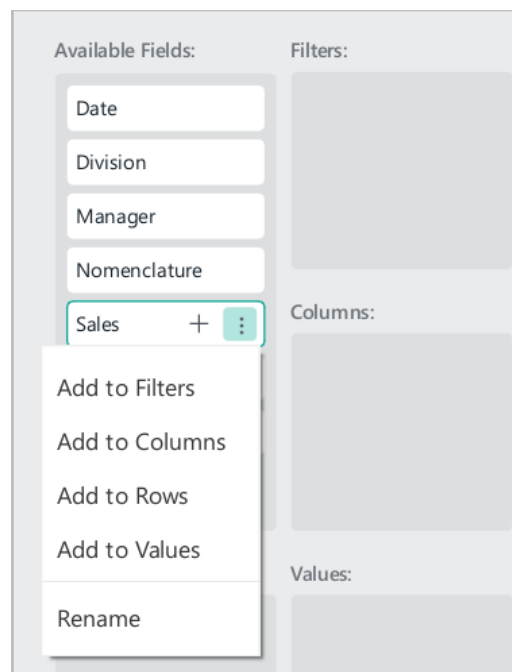 Available Fields:
Date
Division
Manager
Nomenclature
Sales
Add to Filters
Add to Columns
Add to Rows
Add to Values
Rename
Filters:
Columns:
Values: